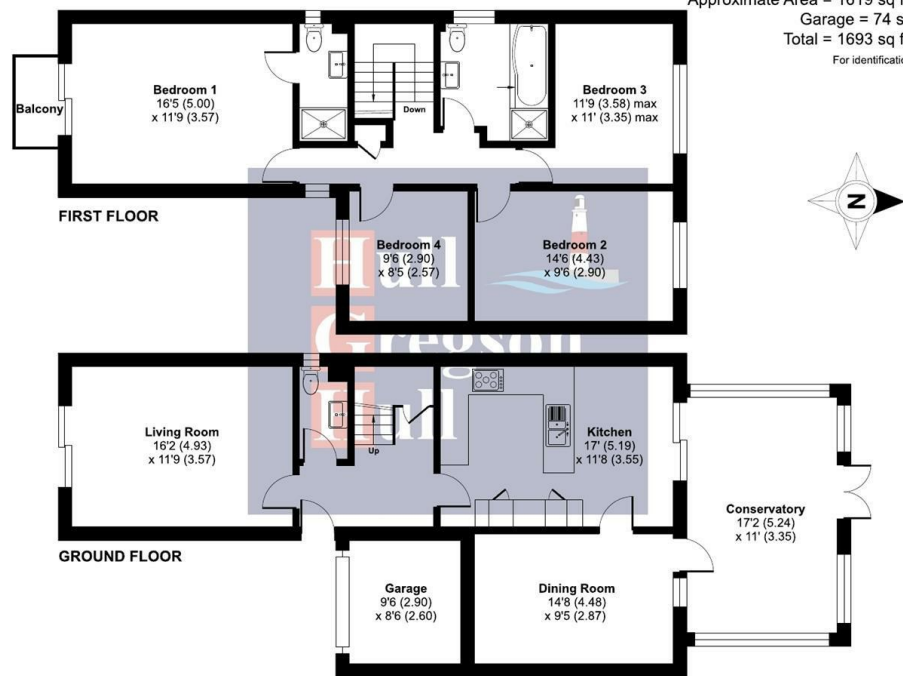 Approximate Area = 1619 sq f
Garage = 74 s
Total = 1693 sq f
For identificatio
Balcony
Bedroom 1
16'5 (5.00)
x 11'9 (3.57)
Down
Bedroom 3
11'9 (3.58) max
x 11' (3.35) max
FIRST FLOOR
Bedroom 4
9'6 (2.90)
x 8'5 (2.57)
Bedroom 2
14'6 (4.43)
x 9'6 (2.90)
N
Hull
Gregson
Hull
Living Room
16'2 (4.93)
x 11'9 (3.57)
Up
Kitchen
17' (5.19)
x 11'8 (3.55)
Conservatory
17'2 (5.24)
x 11' (3.35)
GROUND FLOOR
Garage
9'6 (2.90)
x 8'6 (2.60)
Dining Room
14'8 (4.48)
x 9'5 (2.87)